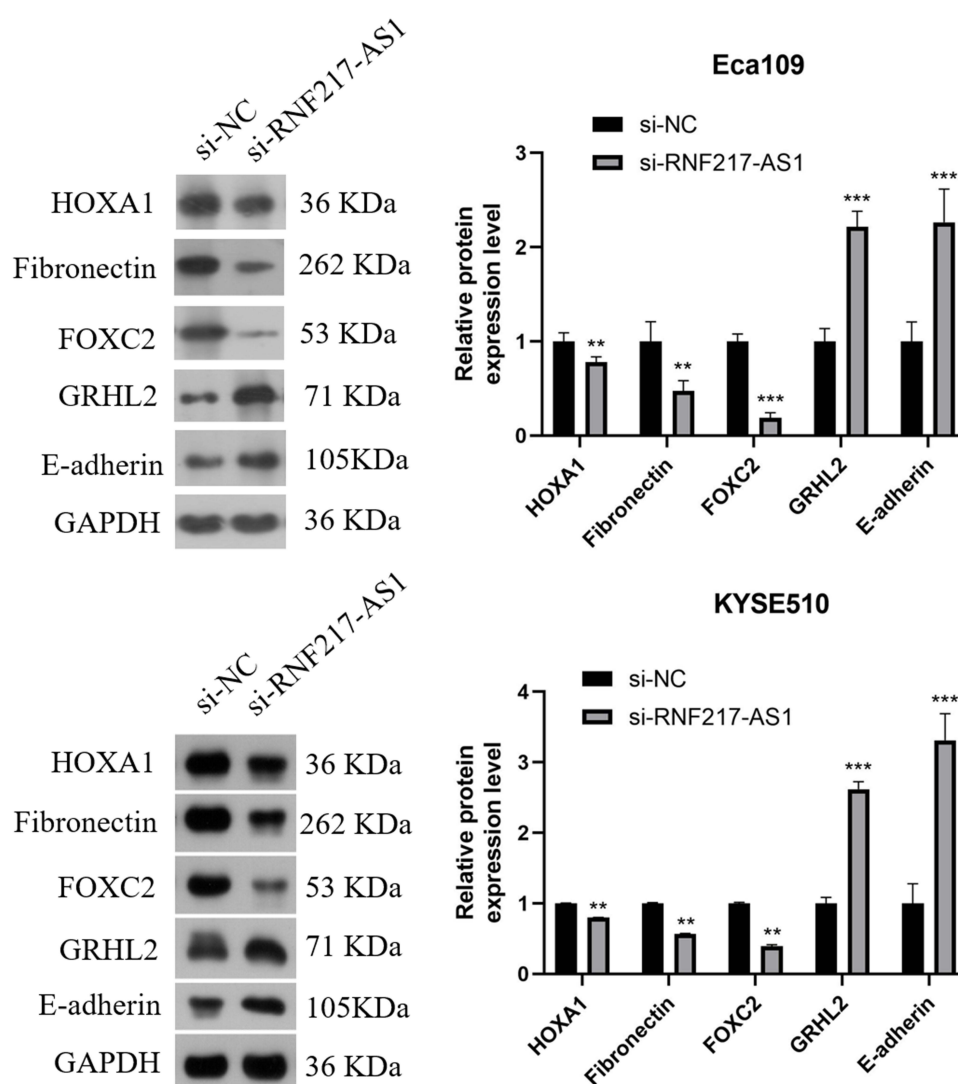 si-NC si-RNF217-AS1
HOXA1 36 KDa
Fibronectin 262 KDa
FOXC2 53 KDa
GRHL2 71 KDa
E-adherin 105KDa
GAPDH 36 KDa
Eca109
si-NC
si-RNF217-AS1
Relative protein
expression level
3
2
1
0
** ** *** *** ***
HOXA1 Fibronectin FOXC2 GRHL2 E-adherin
si-NC si-RNF217-AS1
HOXA1 36 KDa
Fibronectin 262 KDa
FOXC2 53 KDa
GRHL2 71 KDa
E-adherin 105KDa
GAPDH 36 KDa
KYSE510
si-NC
si-RNF217-AS1
Relative protein
expression level
4
3
2
1
0
** ** ** *** ***
HOXA1 Fibronectin FOXC2 GRHL2 E-adherin